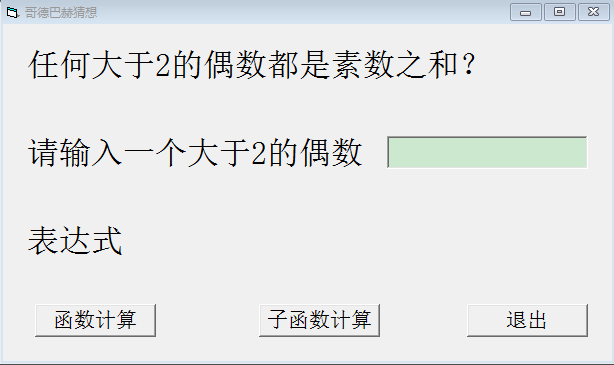 哥德巴赫猜想
任何大于2的偶数都是素数之和？
请输入一个大于2的偶数
表达式
函数计算 子函数计算 退出